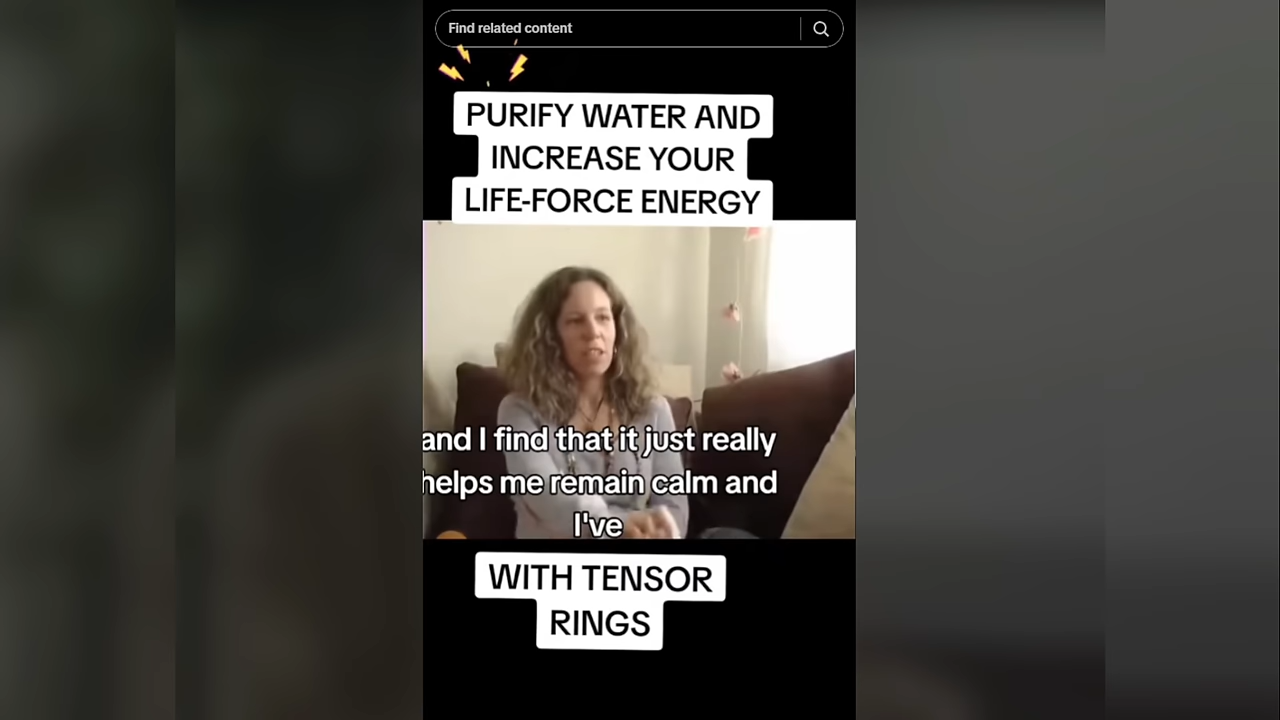 Find related content
PURIFY WATER AND
INCREASE YOUR
LIFE-FORCE ENERGY
and I find that it just really
helps me remain calm and
I've
WITH TENSOR
RINGS